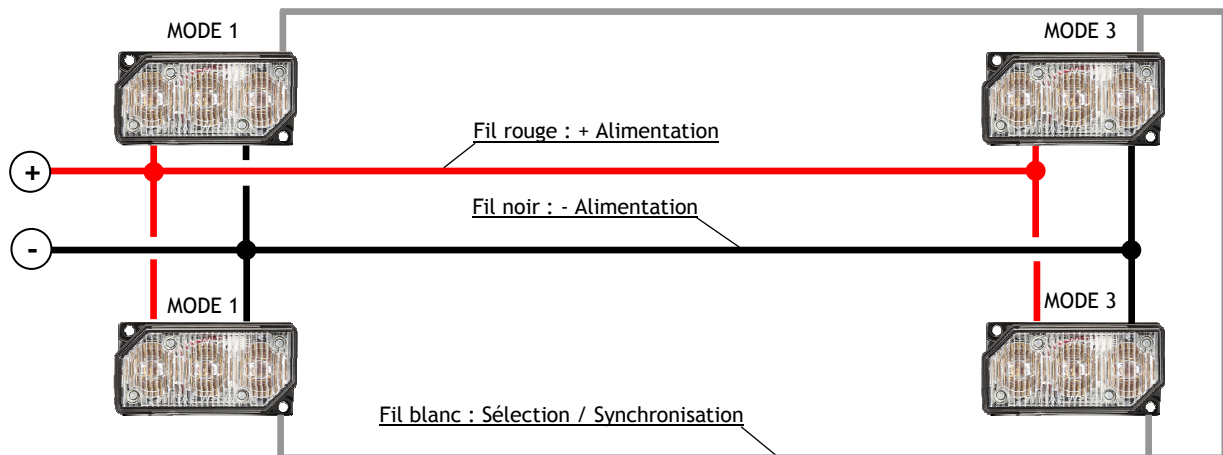 MODE 1
MODE 3
Fil rouge : + Alimentation
+
Fil noir : - Alimentation
-
MODE 1
MODE 3
Fil blanc : Sélection / Synchronisation